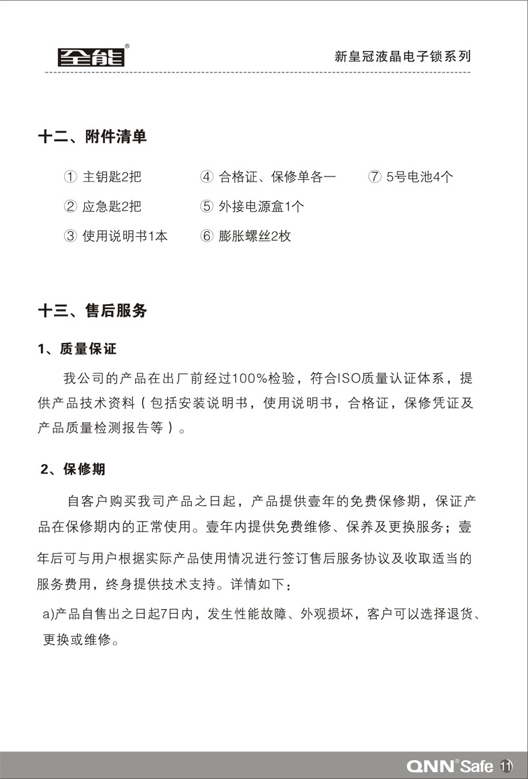 全能®
新皇冠液晶电子锁系列
十二、附件清单
① 主钥匙2把 ④ 合格证、保修单各一 ⑦ 5号电池4个
② 应急匙2把 ⑤ 外接电源盒1个
③ 使用说明书1本 ⑥ 膨胀螺丝2枚
十三、售后服务
1、质量保证
我公司的产品在出厂前经过100%检验，符合ISO质量认证体系，提
供产品技术资料（包括安装说明书，使用说明书，合格证，保修凭证及
产品质量检测报告等）。
2、保修期
自客户购买我司产品之日起，产品提供壹年的免费保修期，保证产
品在保修期内的正常使用。壹年内提供免费维修、保养及更换服务；壹
年后可与用户根据实际产品使用情况进行签订售后服务协议及收取适当的
服务费用，终身提供技术支持。详情如下：
a)产品自售出之日起7日内，发生性能故障、外观损坏，客户可以选择退货、
更换或维修。
QNN®Safe 11